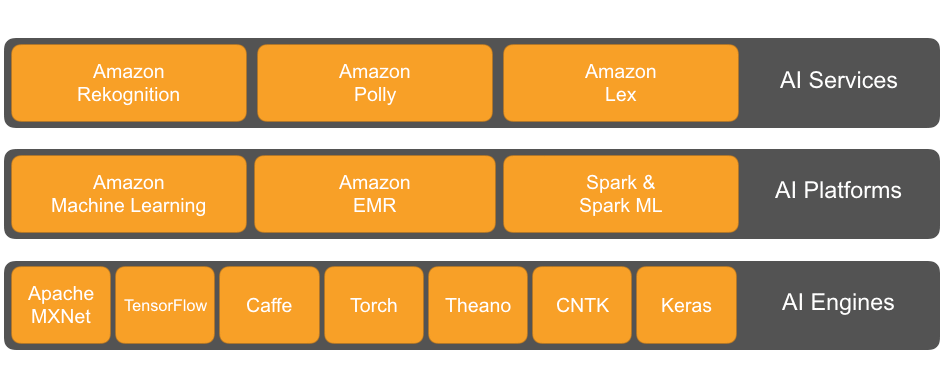 Amazon
Rekognition
Amazon
Polly
Amazon
Lex
AI Services
Amazon
Machine Learning
Amazon
EMR
Spark &
Spark ML
AI Platforms
Apache
MXNet
TensorFlow
Caffe
Torch
Theano
CNTK
Keras
AI Engines